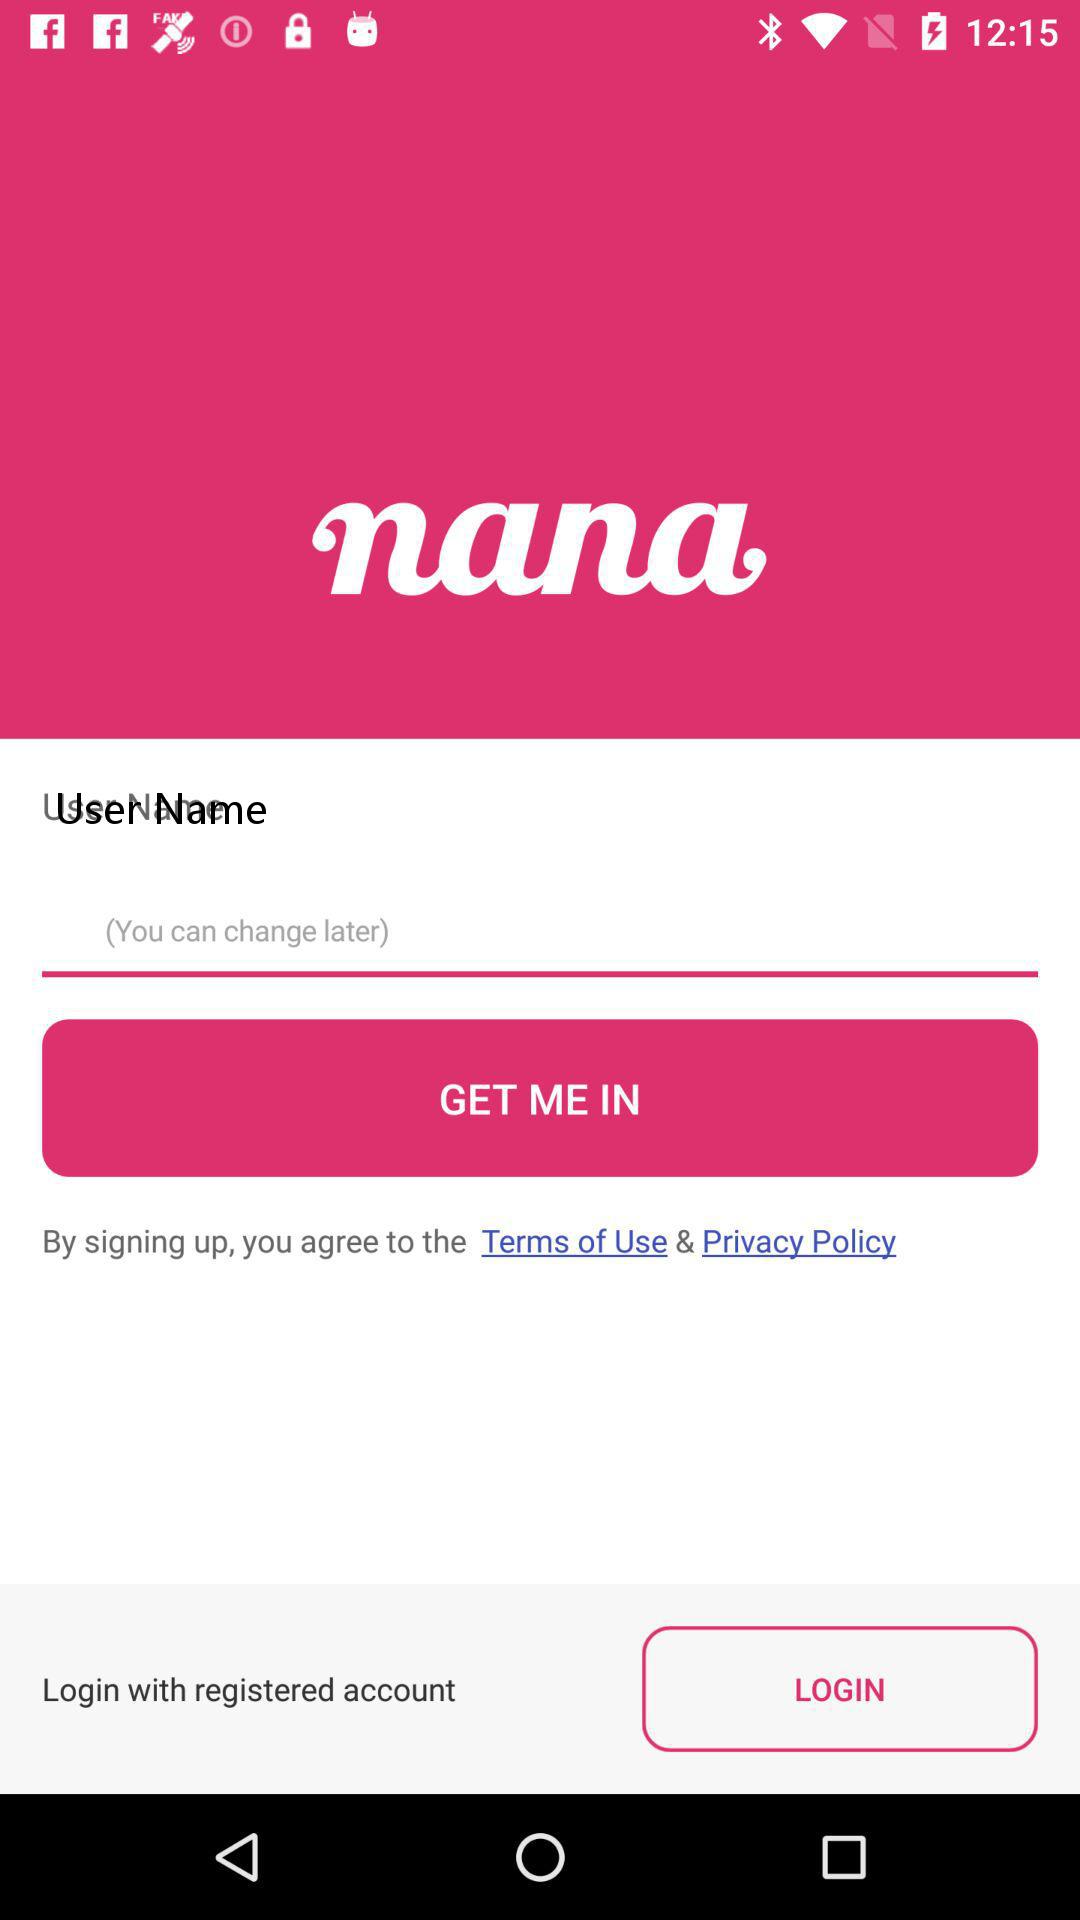 FAKE
12:15
nana
User Name
User Name
(You can change later)
GET ME IN
By signing up, you agree to the Terms of Use & Privacy Policy
Login with registered account
LOGIN